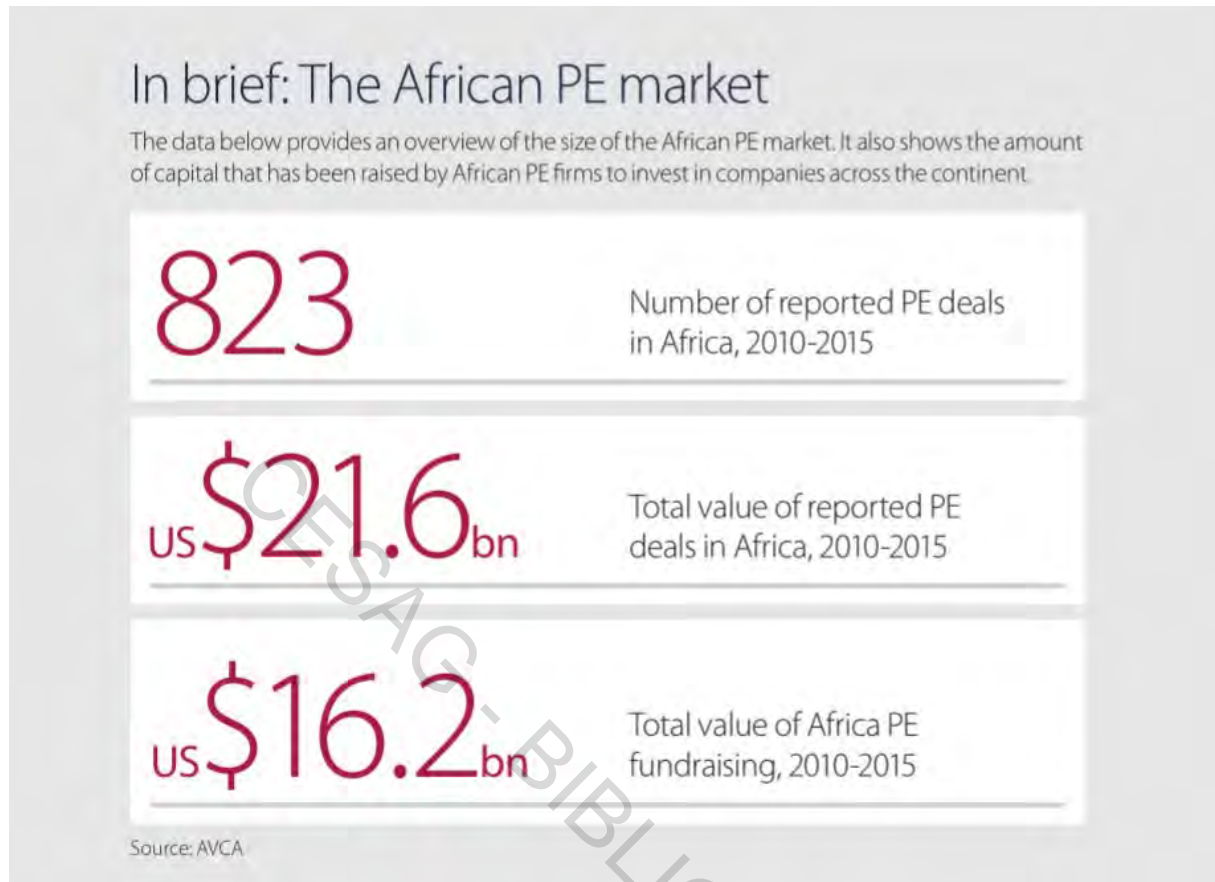 In brief: The African PE market
The data below provides an overview of the size of the African PE market. It also shows the amount
of capital that has been raised by African PE firms to invest in companies across the continent.
823
Number of reported PE deals
in Africa, 2010-2015
US$21.6bn
Total value of reported PE
deals in Africa, 2010-2015
US$16.2bn
Total value of Africa PE
fundraising, 2010-2015
Source: AVCA
CESAG - BIBLIO